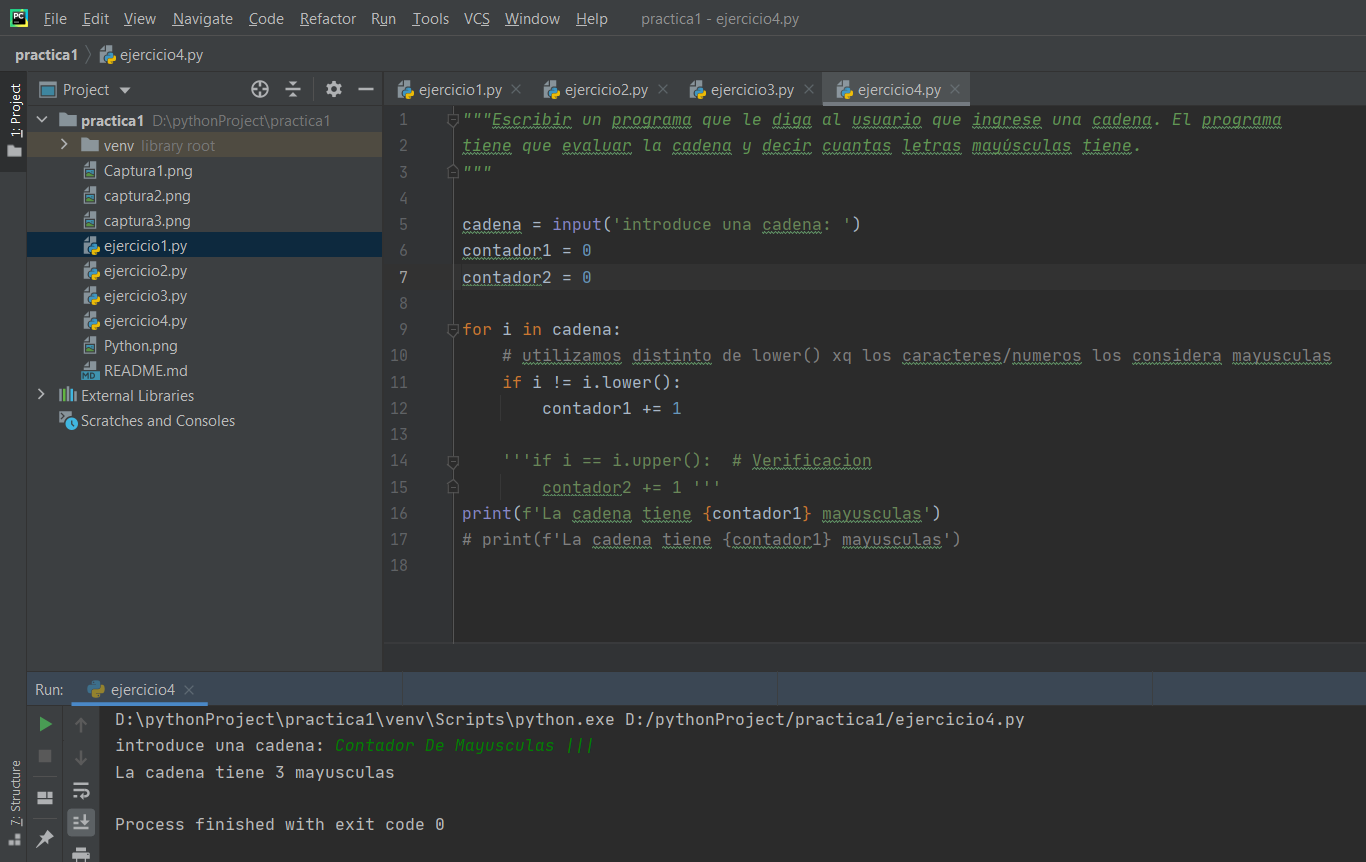 PC File Edit View Navigate Code Refactor Run Tools VCS Window Help practica1 - ejercicio4.py
practica1 ejercicio4.py
1: Project
Project
practica1 D:\pythonProject\practica1
venv library root
Captura1.png
captura2.png
captura3.png
ejercicio1.py
ejercicio2.py
ejercicio3.py
ejercicio4.py
Python.png
MD README.md
External Libraries
Scratches and Consoles
ejercicio1.py ejercicio2.py ejercicio3.py ejercicio4.py
1 """Escribir un programa que le diga al usuario que ingrese una cadena. El programa
2 tiene que evaluar la cadena y decir cuantas letras mayúsculas tiene.
3 """
4
5 cadena = input('introduce una cadena: ')
6 contador1 = 0
7 contador2 = 0
8
9 for i in cadena:
10 # utilizamos distinto de lower() xq los caracteres/numeros los considera mayusculas
11 if i != i.lower():
12 contador1 += 1
13
14 '''if i == i.upper(): # Verificacion
15 contador2 += 1 '''
16 print(f'La cadena tiene {contador1} mayusculas')
17 # print(f'La cadena tiene {contador1} mayusculas')
18
Run: ejercicio4
D:\pythonProject\practica1\venv\Scripts\python.exe D:/pythonProject/practica1/ejercicio4.py
introduce una cadena: Contador De Mayusculas |||
La cadena tiene 3 mayusculas
Process finished with exit code 0
Z: Structure